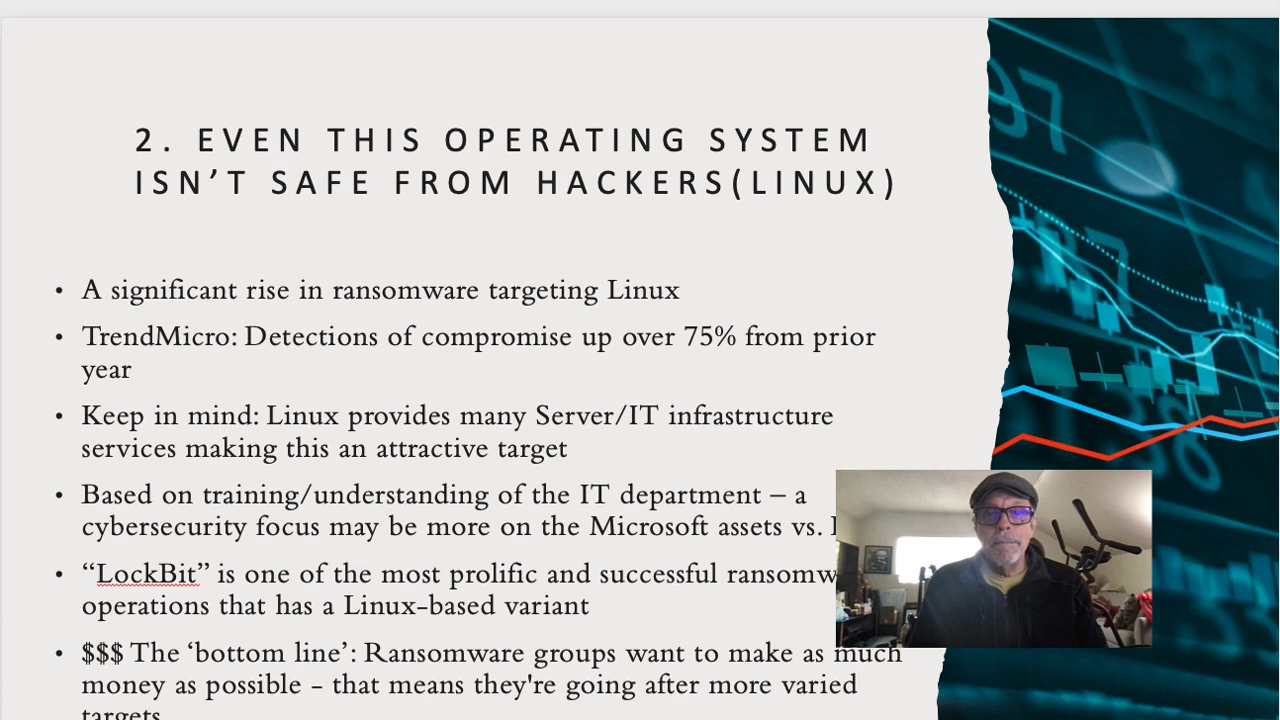 2. EVEN THIS OPERATING SYSTEM
ISN’T SAFE FROM HACKERS(LINUX)
• A significant rise in ransomware targeting Linux
• TrendMicro: Detections of compromise up over 75% from prior
year
• Keep in mind: Linux provides many Server/IT infrastructure
services making this an attractive target
• Based on training/understanding of the IT department – a
cybersecurity focus may be more on the Microsoft assets vs.
• “LockBit” is one of the most prolific and successful
operations that has a Linux-based variant
• $$$ The ‘bottom line’: Ransomware groups want to make as much
money as possible - that means they're going after more varied
targets
97